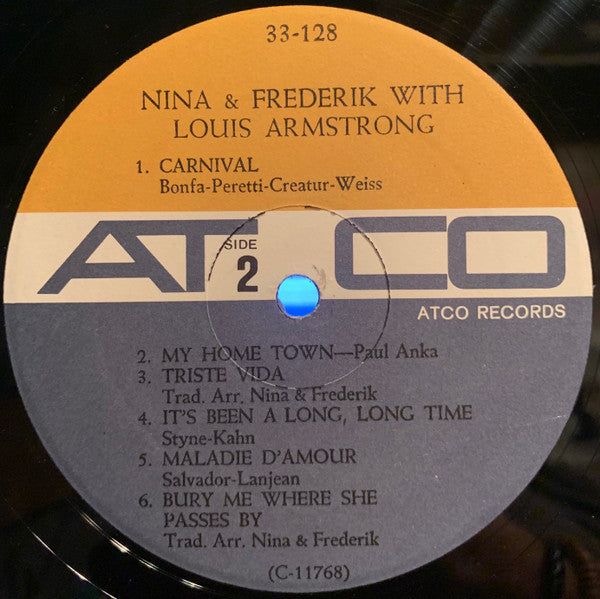 33-128
NINA & FREDERIK WITH
LOUIS ARMSTRONG
1. CARNIVAL
Bonfa-Peretti-Creatur-Weiss
ATCO
SIDE
2
ATCO RECORDS
2. MY HOME TOWN—Paul Anka
3. TRISTE VIDA
Trad. Arr. Nina & Frederik
4. IT'S BEEN A LONG, LONG TIME
Styne-Kahn
5. MALADIE D'AMOUR
Salvador-Lanjean
6. BURY ME WHERE SHE
PASSES BY
Trad. Arr. Nina & Frederik
(C-11768)